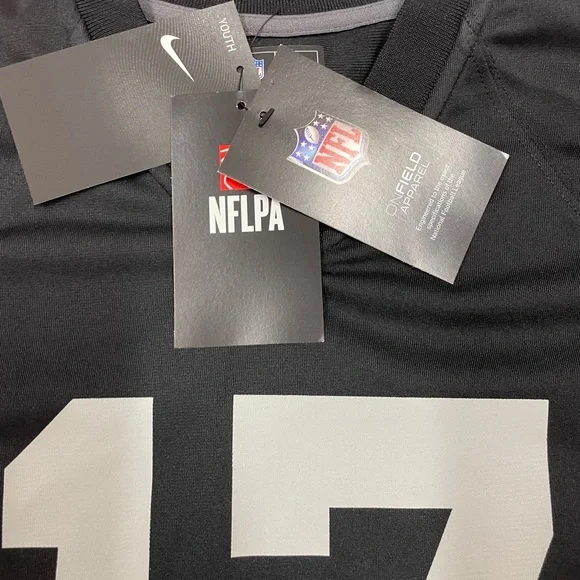 YOUTH
NFLPA
NFL
ONFIELD
APPAREL
Engineered to the exact
specifications of the
National Football League
17